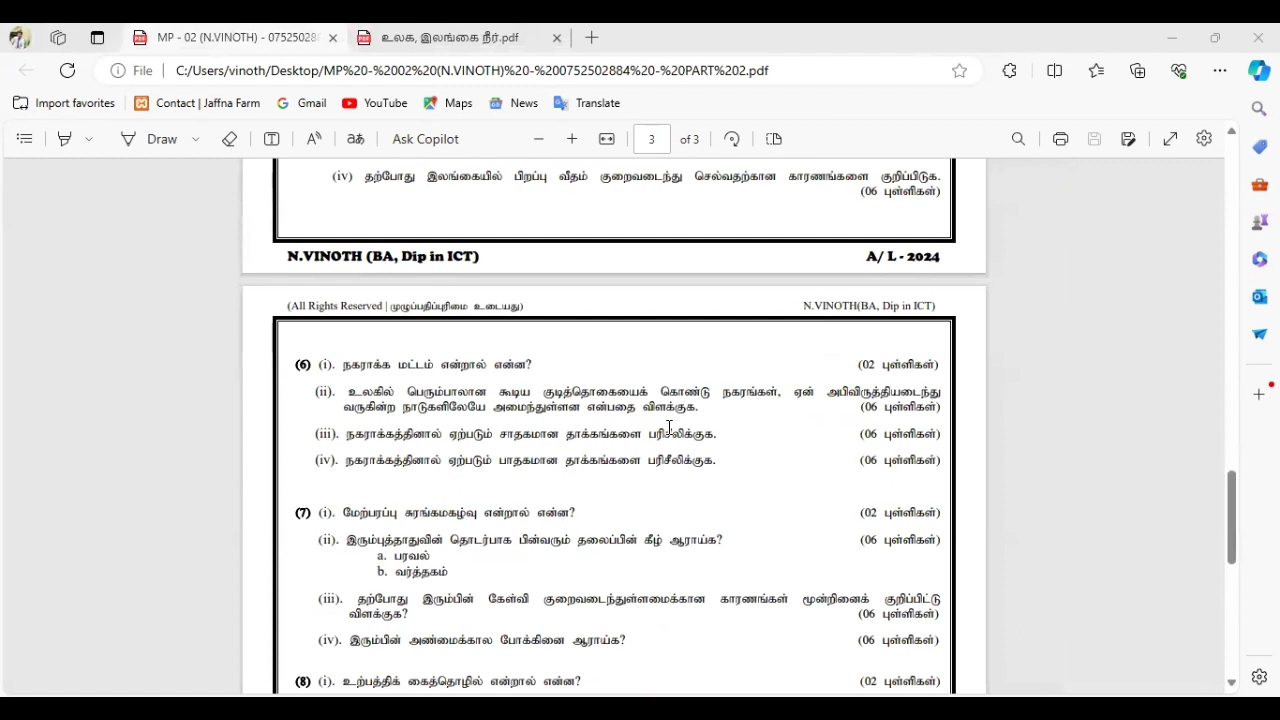 MP - 02 (N.VINOTH) - 075250288
உலக, இலங்கை நீர்.pdf
File
C:/Users/vinoth/Desktop/MP%20-%2002%20(N.VINOTH)%20-%200752502884%20-%20PART%202.pdf
Import favorites
Contact | Jaffna Farm
Gmail
YouTube
Maps
News
Translate
Draw
aあ
Ask Copilot
3
of 3
(iv) தற்போது இலங்கையில் பிறப்பு வீதம் குறைவடைந்து செல்வதற்கான காரணங்களை குறிப்பிடுக.
(06 புள்ளிகள்)
N.VINOTH (BA, Dip in ICT)
A/ L - 2024
(All Rights Reserved | முழுப்பதிப்புரிமை உடையது)
N.VINOTH(BA, Dip in ICT)
(6) (i). நகராக்க மட்டம் என்றால் என்ன? (02 புள்ளிகள்)
(ii). உலகில் பெரும்பாலான கூடிய குடித்தொகையைக் கொண்டு நகரங்கள், ஏன் அபிவிருத்தியடைந்து
வருகின்ற நாடுகளிலேயே அமைந்துள்ளன என்பதை விளக்குக. (06 புள்ளிகள்)
(iii). நகராக்கத்தினால் ஏற்படும் சாதகமான தாக்கங்களை பரிசீலிக்குக. (06 புள்ளிகள்)
(iv). நகராக்கத்தினால் ஏற்படும் பாதகமான தாக்கங்களை பரிசீலிக்குக. (06 புள்ளிகள்)
(7) (i). மேற்பரப்பு சுரங்கமகழ்வு என்றால் என்ன? (02 புள்ளிகள்)
(ii). இரும்புத்தாதுவின் தொடர்பாக பின்வரும் தலைப்பின் கீழ் ஆராய்க? (06 புள்ளிகள்)
a. பரவல்
b. வர்த்தகம்
(iii). தற்போது இரும்பின் கேள்வி குறைவடைந்துள்ளமைக்கான காரணங்கள் மூன்றினைக் குறிப்பிட்டு
விளக்குக? (06 புள்ளிகள்)
(iv). இரும்பின் அண்மைக்கால போக்கினை ஆராய்க? (06 புள்ளிகள்)
(8) (i). உற்பத்திக் கைத்தொழில் என்றால் என்ன? (02 புள்ளிகள்)